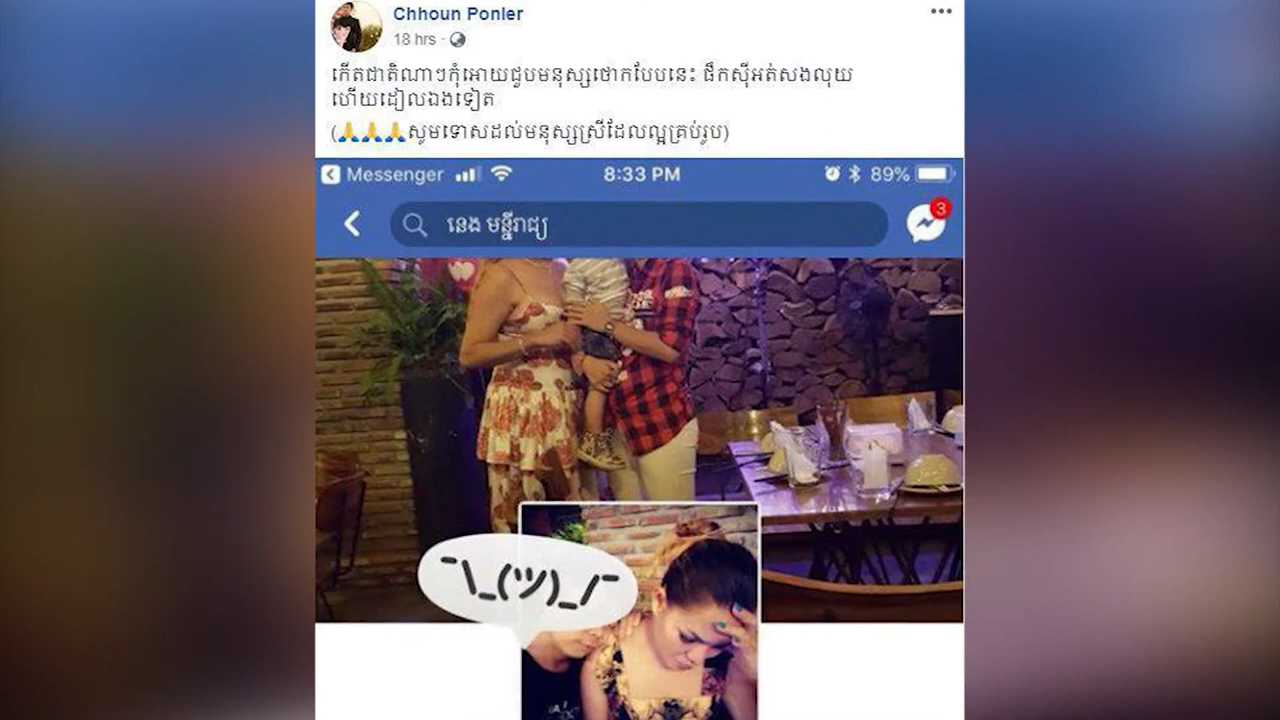 Chhoun Ponler
18 hrs ·
កើតជាតិណាៗកុំអោយជួបមនុស្សថោកបែបនេះ ផឹកស៊ីអត់សងលុយ
ហើយដៀលឯងទៀត
(🙏🙏🙏សូមទោសដល់មនុស្សស្រីដែលល្អគ្រប់រូប)
Messenger 8:33 PM 89%
នេង មន្នីរាជ្យ 3
¯\_(ツ)_/¯